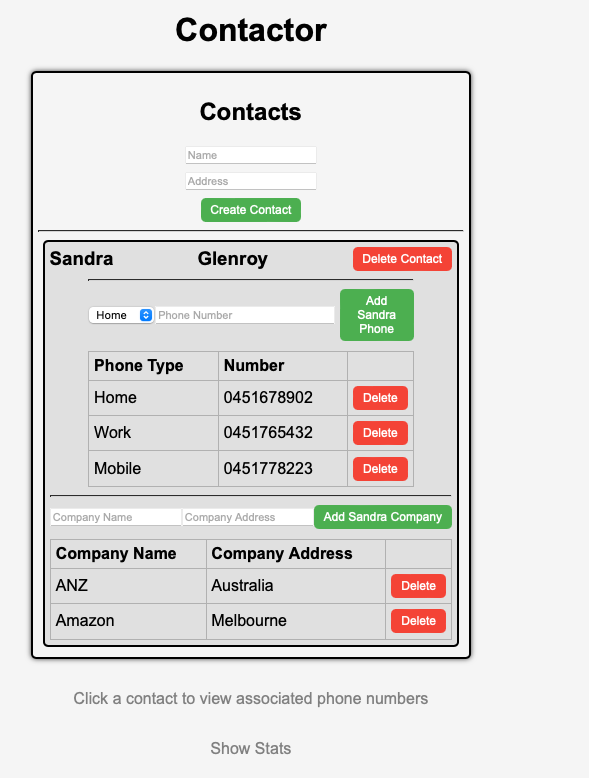 Contactor
Contacts
Name
Address
Create Contact
Sandra Glenroy Delete Contact
Home Phone Number Add Sandra Phone
Phone Type Number
Home 0451678902 Delete
Work 0451765432 Delete
Mobile 0451778223 Delete
Company Name Company Address Add Sandra Company
Company Name Company Address
ANZ Australia Delete
Amazon Melbourne Delete
Click a contact to view associated phone numbers
Show Stats